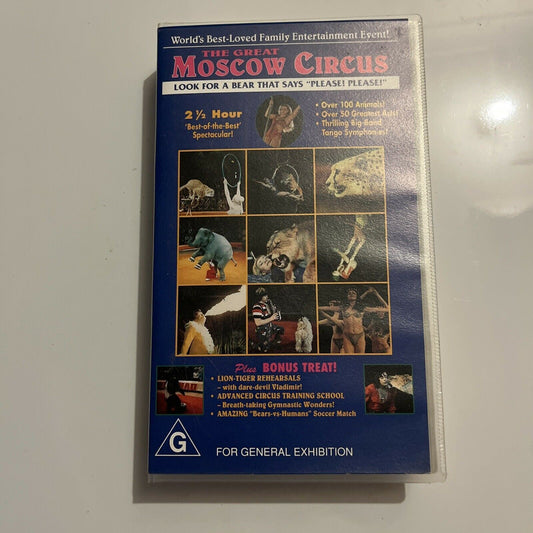 World's Best-Loved Family Entertainment Event!
THE GREAT
MOSCOW CIRCUS
LOOK FOR A BEAR THAT SAYS "PLEASE! PLEASE!"
2 ½ Hour
'Best-of-the-Best'
Spectacular!
• Over 100 Animals!
• Over 50 Greatest Acts!
• Thrilling Big-Band
Tango Symphonies!
Plus BONUS TREAT!
• LION-TIGER REHEARSALS
– with dare-devil Vladimir!
• ADVANCED CIRCUS TRAINING SCHOOL
– Breath-taking Gymnastic Wonders!
• AMAZING "Bears-vs-Humans" Soccer Match
G
FOR GENERAL EXHIBITION